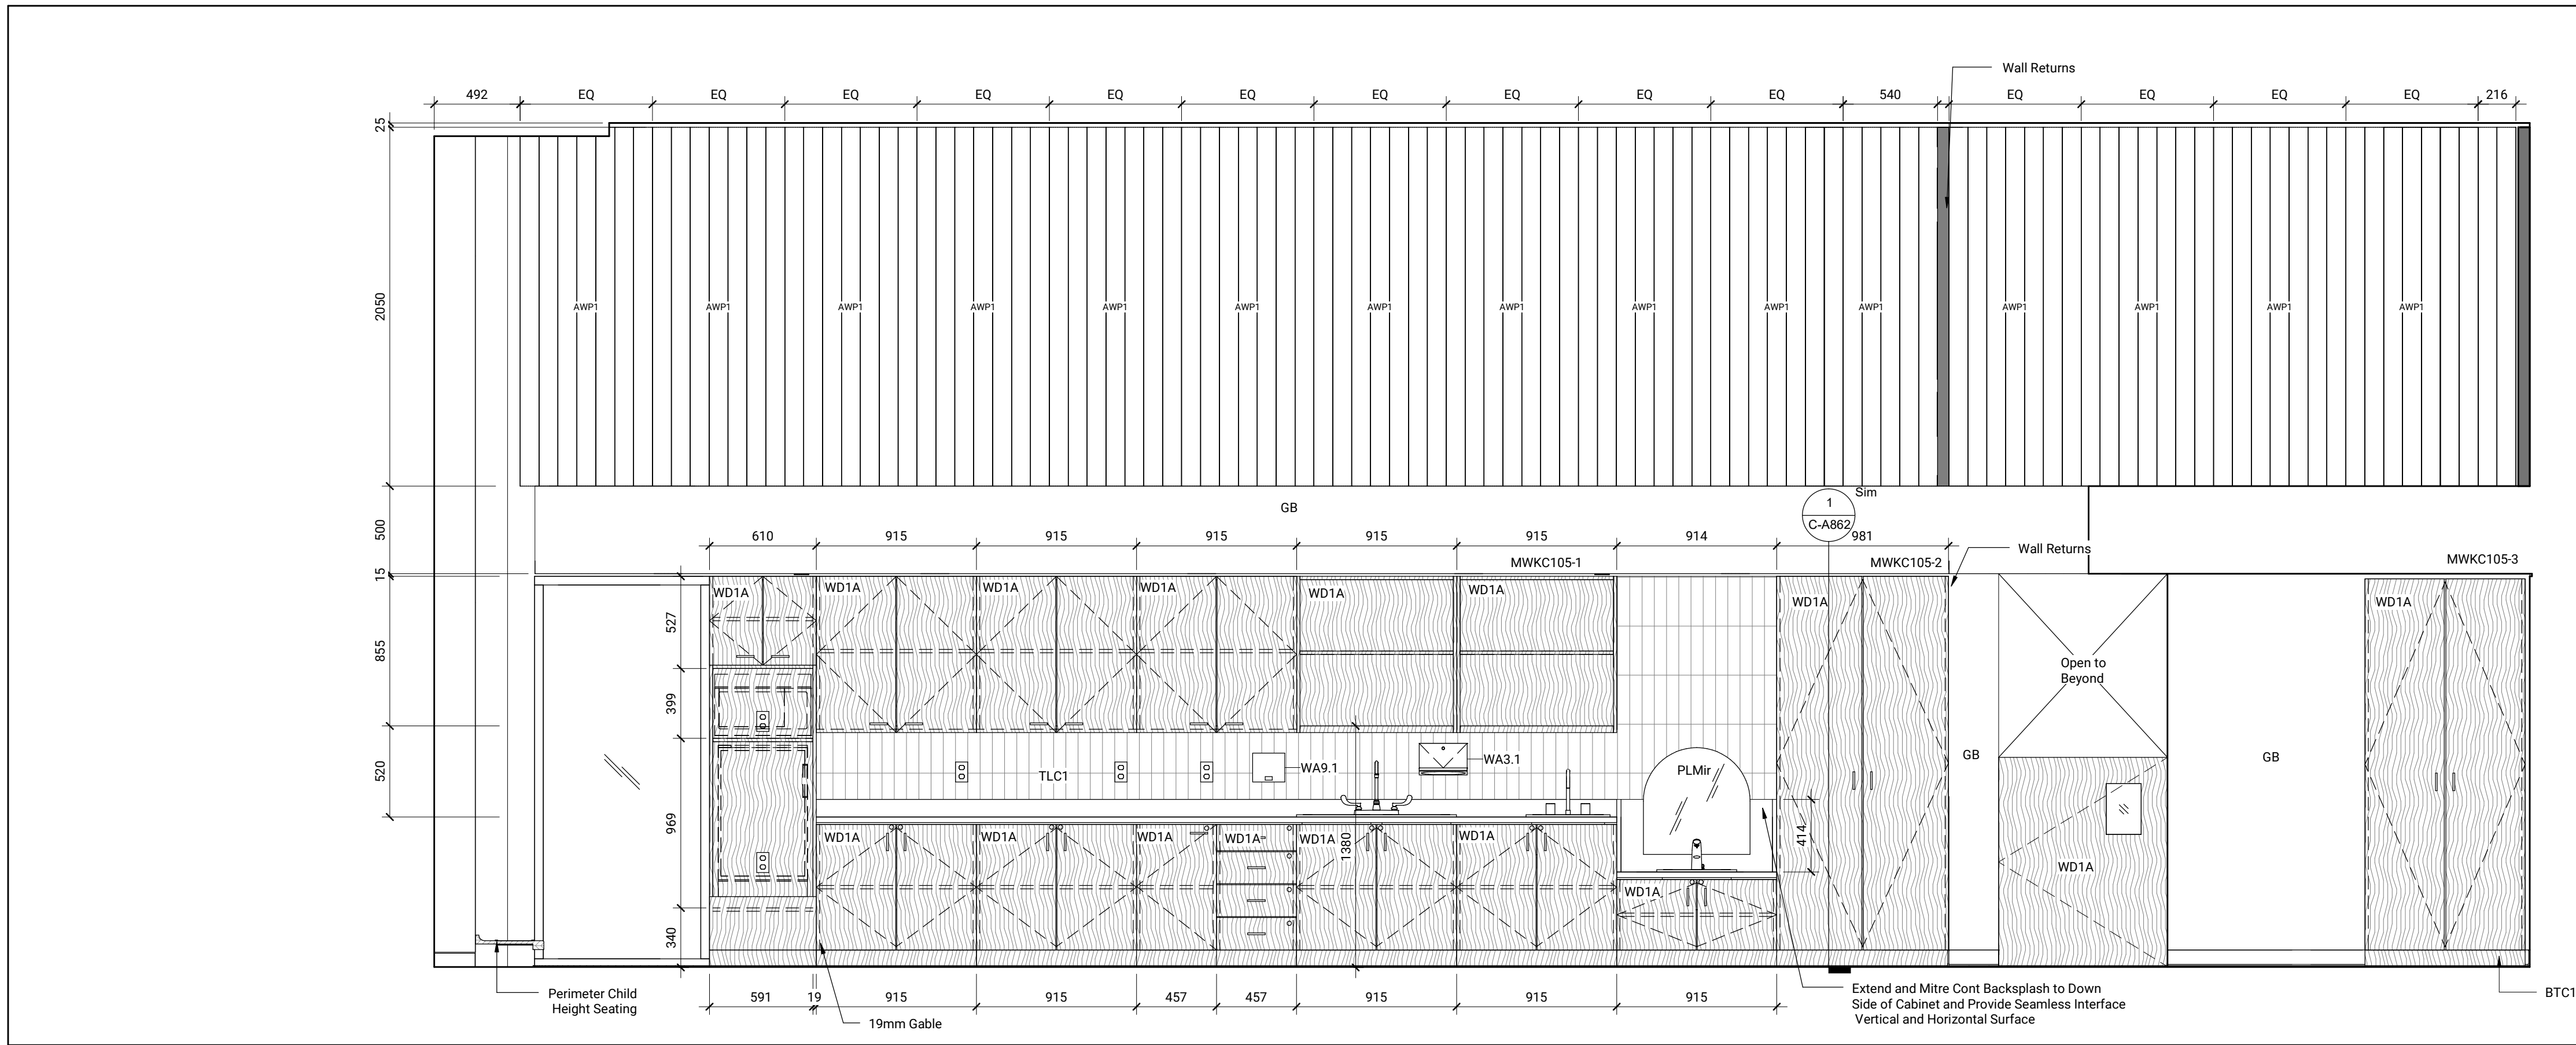 Wall Returns
492 EQ EQ EQ EQ EQ EQ EQ EQ EQ EQ 540 EQ EQ EQ EQ 216
25
2050
AWP1 AWP1 AWP1 AWP1 AWP1 AWP1 AWP1 AWP1 AWP1 AWP1 AWP1 AWP1 AWP1 AWP1 AWP1
500
GB
1
Sim
C-A862
610 915 915 915 915 915 914 981
Wall Returns
15
MWKC105-1
MWKC105-2
MWKC105-3
WD1A WD1A WD1A WD1A WD1A WD1A WD1A WD1A
527
855
Open to
Beyond
399
GB
GB
520
TLC1
WA9.1
WA3.1
PLMir
969
414
1380
WD1A WD1A WD1A WD1A WD1A WD1A WD1A
WD1A
340
Perimeter Child
Height Seating
591 19 915 915 457 457 915 915 915
19mm Gable
Extend and Mitre Cont Backsplash to Down
Side of Cabinet and Provide Seamless Interface
Vertical and Horizontal Surface
BTC1